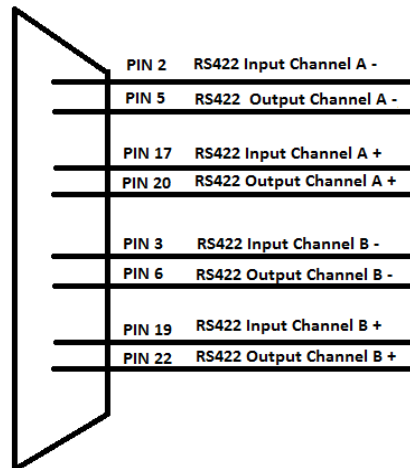 PIN 2 RS422 Input Channel A -
PIN 5 RS422 Output Channel A -
PIN 17 RS422 Input Channel A +
PIN 20 RS422 Output Channel A +
PIN 3 RS422 Input Channel B -
PIN 6 RS422 Output Channel B -
PIN 19 RS422 Input Channel B +
PIN 22 RS422 Output Channel B +